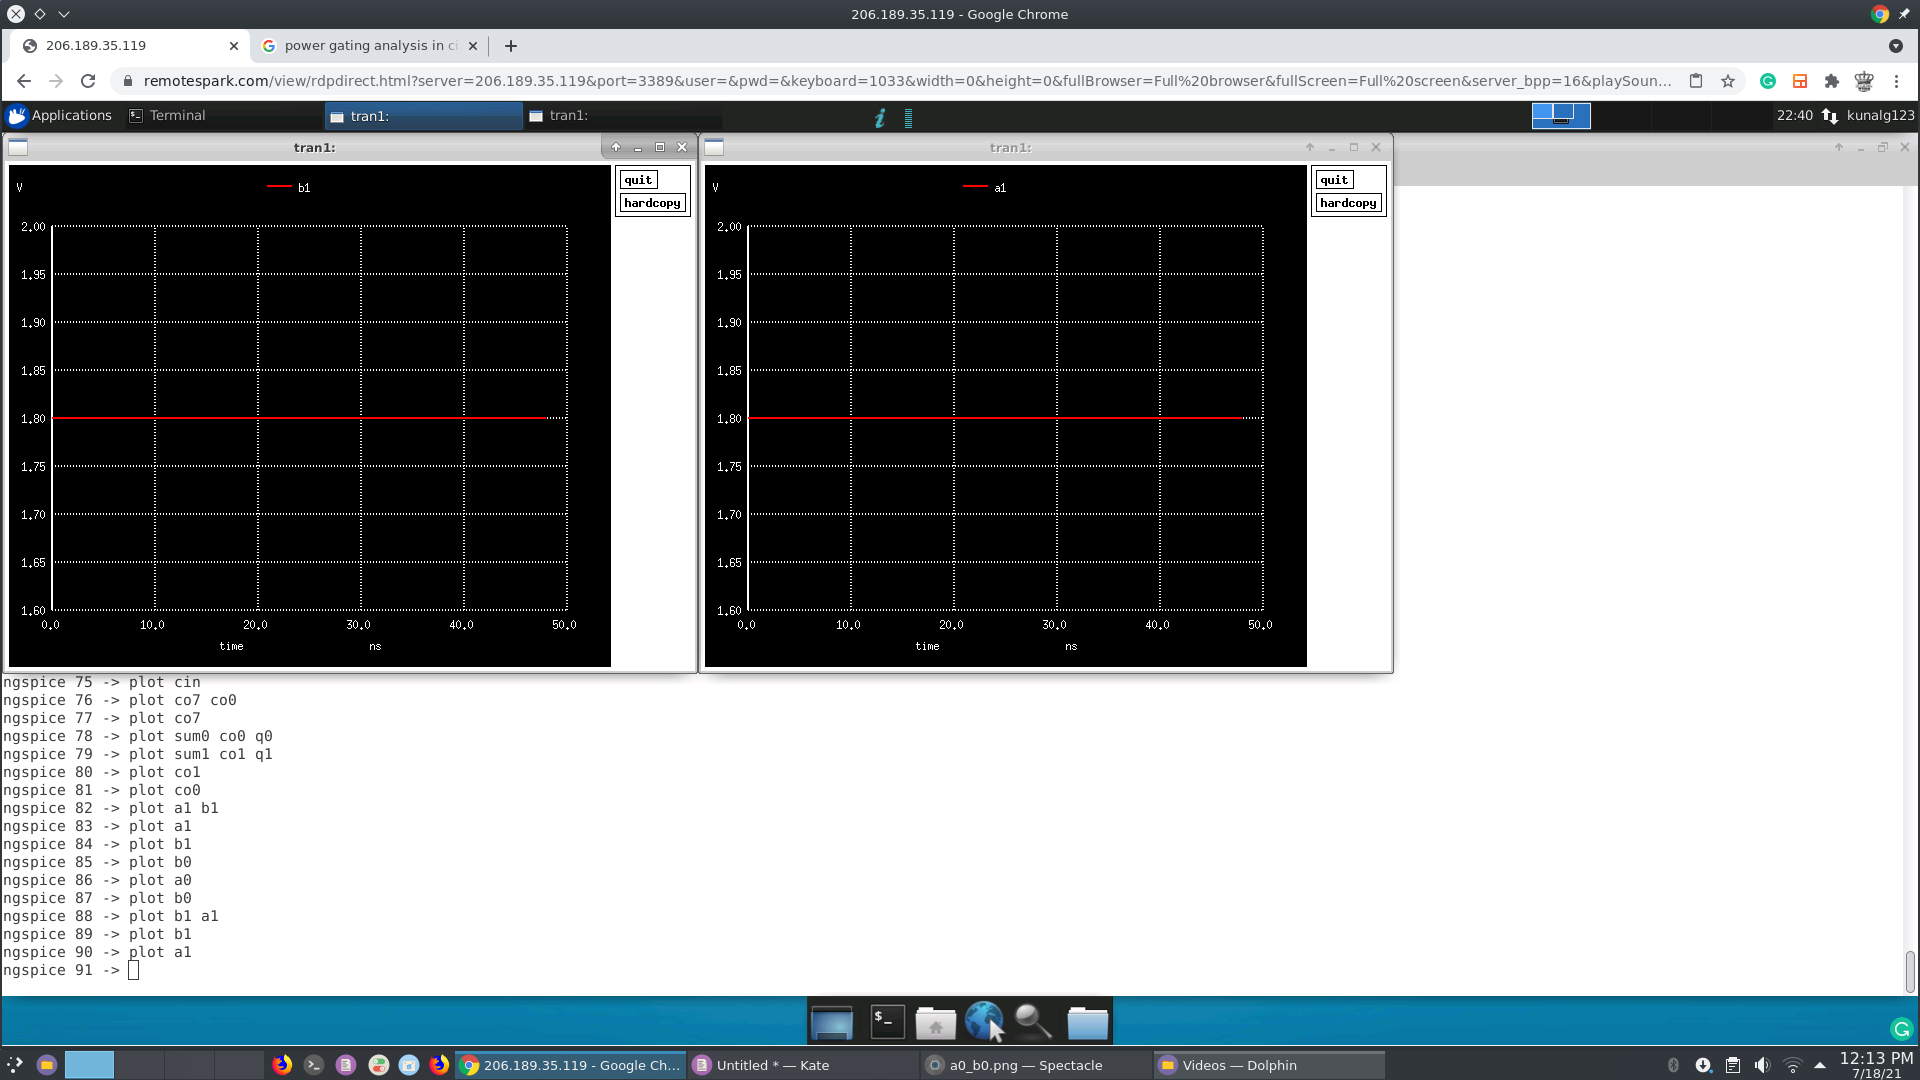 206.189.35.119 - Google Chrome
206.189.35.119
power gating analysis in ci
remotespark.com/view/rdpdirect.html?server=206.189.35.119&port=3389&user=&pwd=&keyboard=1033&width=0&height=0&fullBrowser=Full%20browser&fullScreen=Full%20screen&server_bpp=16&playSoun...
Applications
Terminal
tran1:
tran1:
22:40
kunalg123
tran1:
V
b1
quit
hardcopy
2.00
1.95
1.90
1.85
1.80
1.75
1.70
1.65
1.60
0.0 10.0 20.0 30.0 40.0 50.0
time ns
tran1:
V
a1
quit
hardcopy
2.00
1.95
1.90
1.85
1.80
1.75
1.70
1.65
1.60
0.0 10.0 20.0 30.0 40.0 50.0
time ns
ngspice 75 -> plot cin
ngspice 76 -> plot co7 co0
ngspice 77 -> plot co7
ngspice 78 -> plot sum0 co0 q0
ngspice 79 -> plot sum1 co1 q1
ngspice 80 -> plot co1
ngspice 81 -> plot co0
ngspice 82 -> plot a1 b1
ngspice 83 -> plot a1
ngspice 84 -> plot b1
ngspice 85 -> plot b0
ngspice 86 -> plot a0
ngspice 87 -> plot b0
ngspice 88 -> plot b1 a1
ngspice 89 -> plot b1
ngspice 90 -> plot a1
ngspice 91 ->
206.189.35.119 - Google Ch...
Untitled * — Kate
a0_b0.png — Spectacle
Videos — Dolphin
12:13 PM
7/18/21